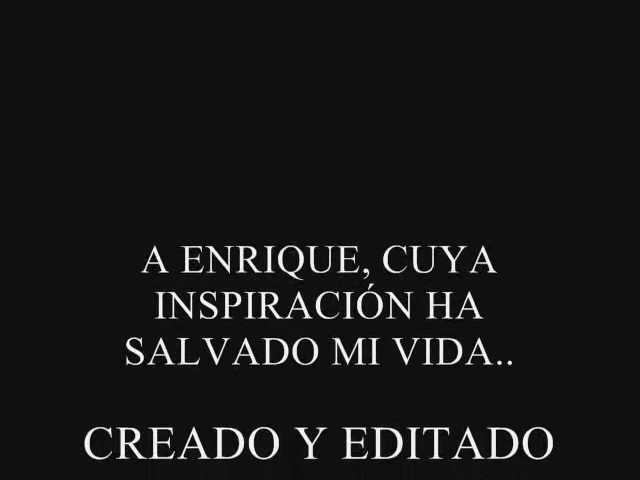 A ENRIQUE, CUYA
INSPIRACIÓN HA
SALVADO MI VIDA..
CREADO Y EDITADO